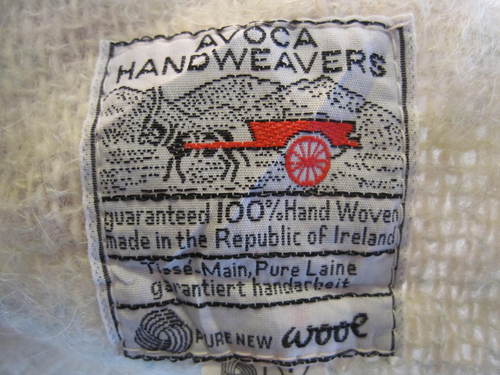 AVOCA
HANDWEAVERS
guaranteed 100% Hand Woven
made in the Republic of Ireland
Tissé-Main, Pure Laine
garantiert handarbeit
PURE NEW wool